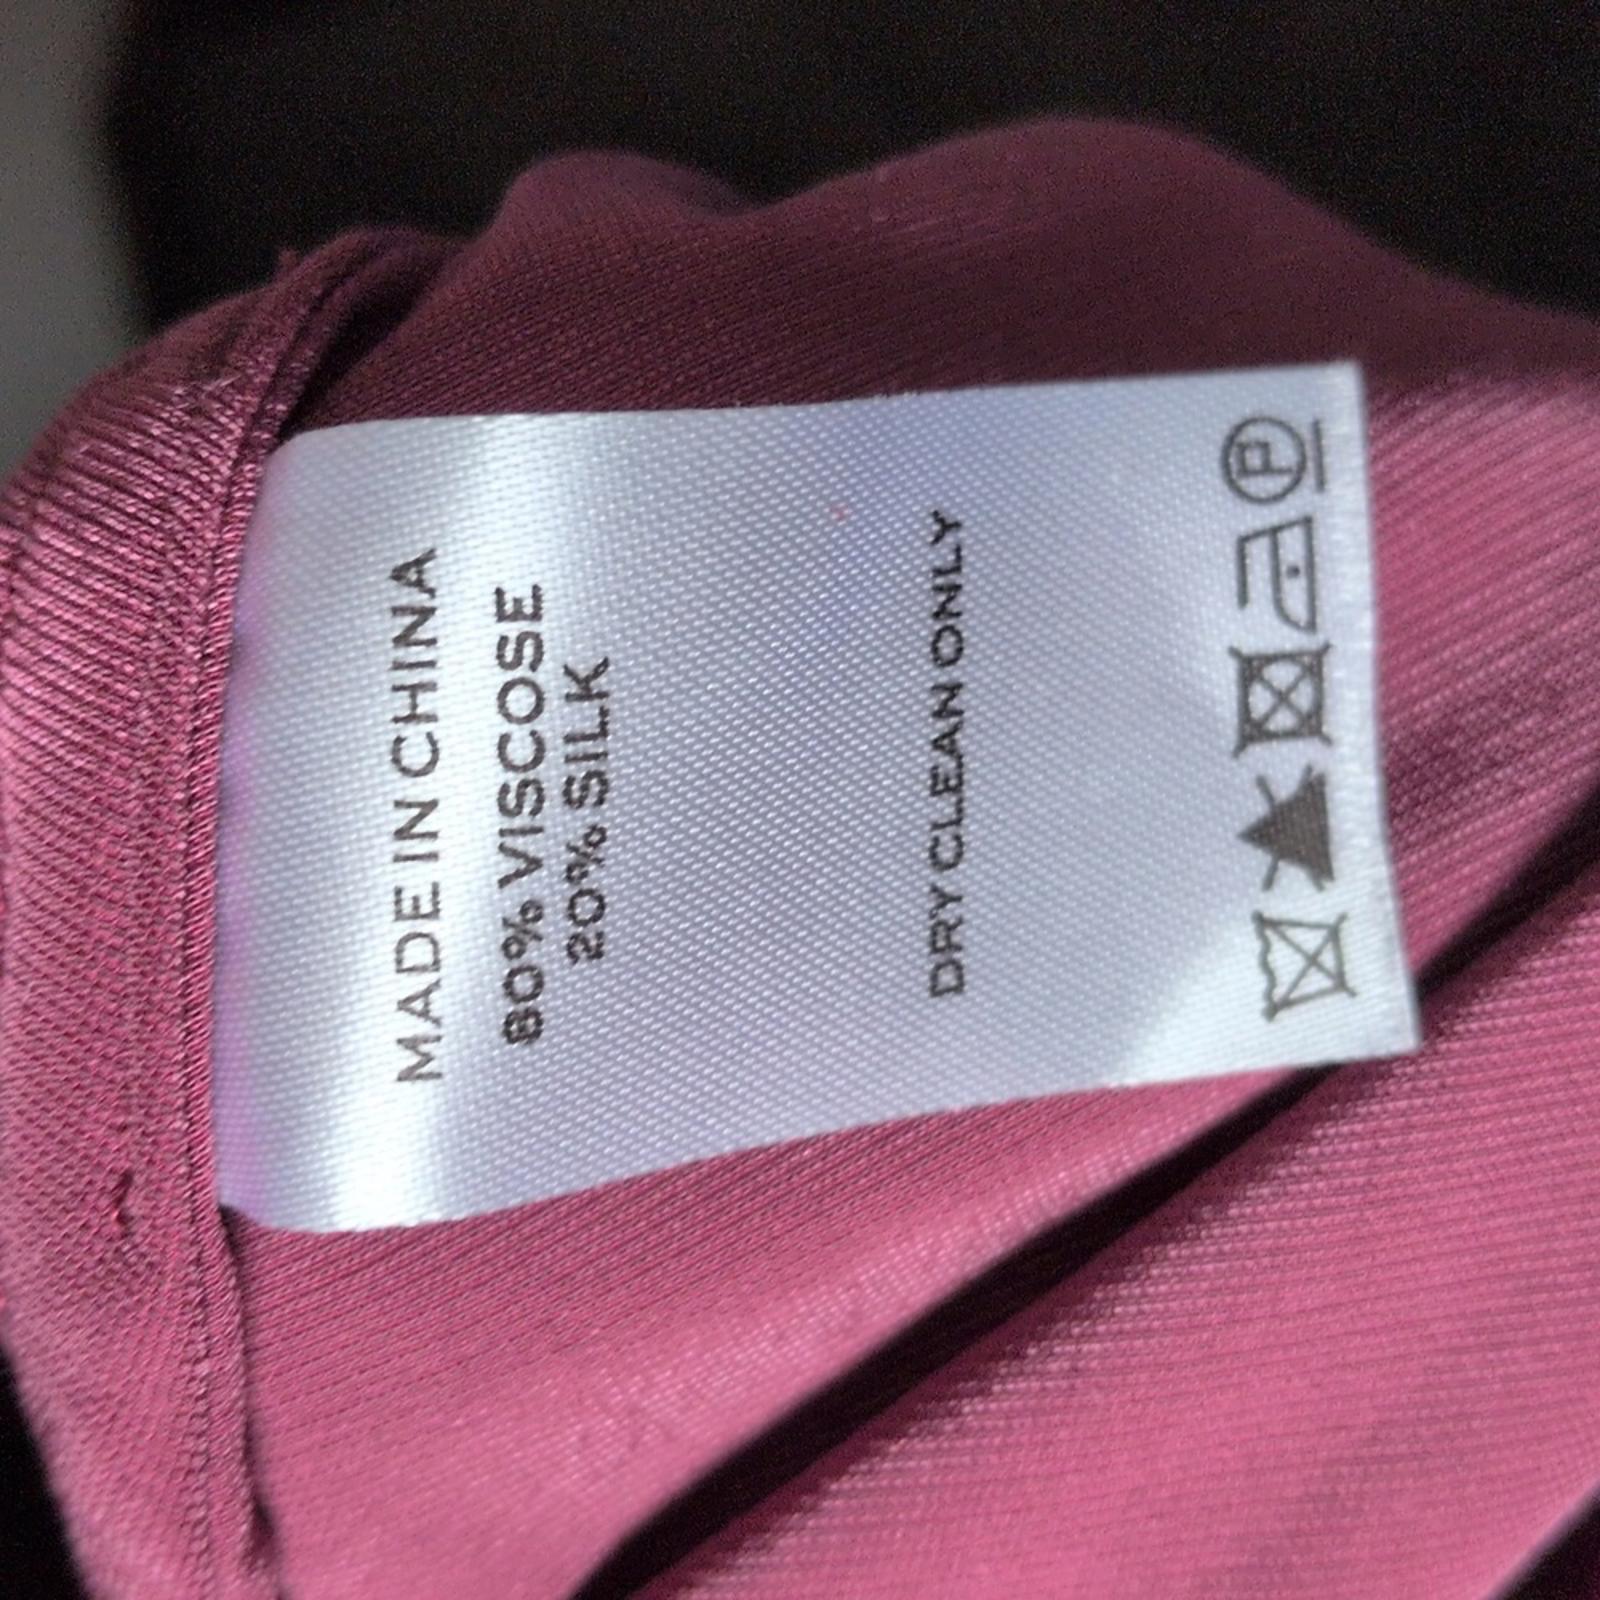 MADE IN CHINA
80% VISCOSE
20% SILK
DRY CLEAN ONLY
P